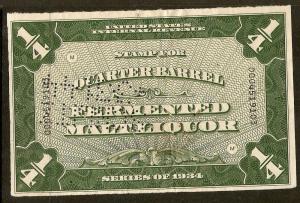 UNITED STATES
INTERNAL REVENUE
1/4
1/4
STAMP FOR
M
QUARTER BARREL
FERMENTED
MALT LIQUOR
M
1/4
1/4
SERIES OF 1934